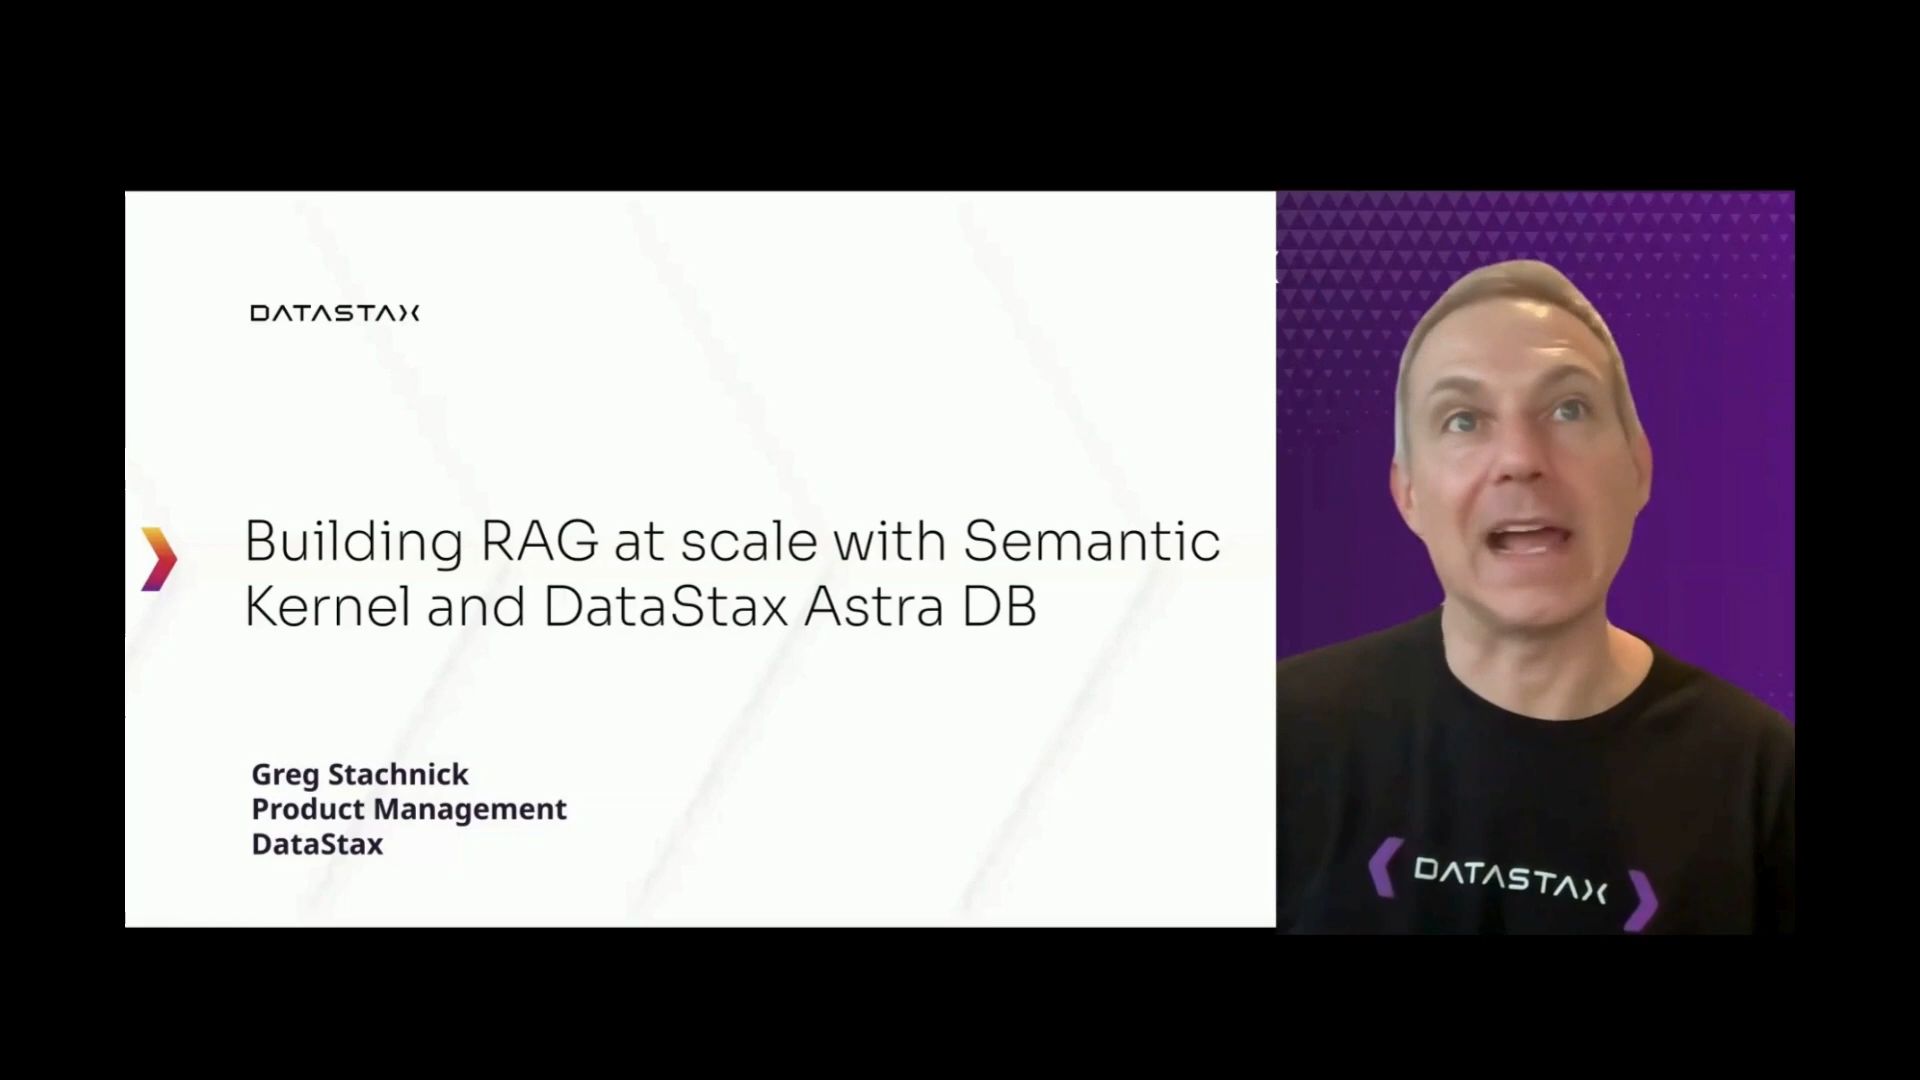 DATASTAX
Building RAG at scale with Semantic
Kernel and DataStax Astra DB
Greg Stachnick
Product Management
DataStax
DATASTAX